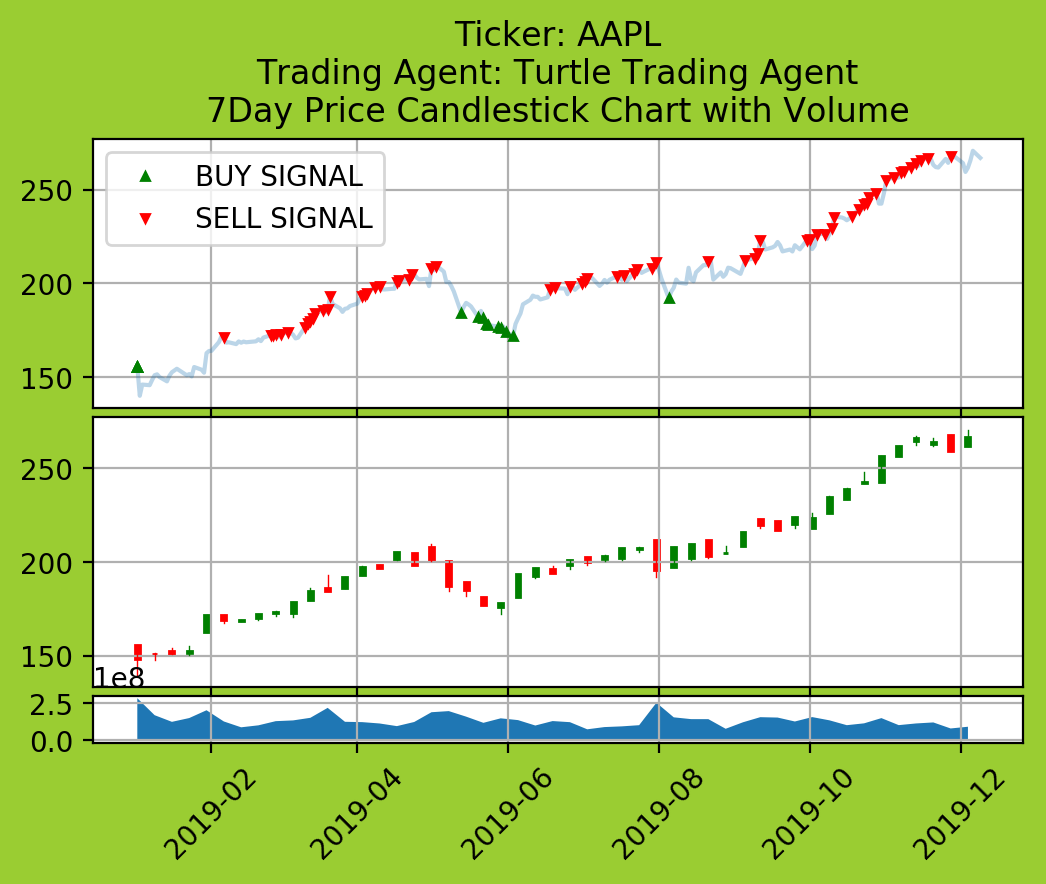 Ticker: AAPL
Trading Agent: Turtle Trading Agent
7Day Price Candlestick Chart with Volume
BUY SIGNAL
SELL SIGNAL
250
200
150
250
200
150
1e8
2.5
0.0
2019-02
2019-04
2019-06
2019-08
2019-10
2019-12